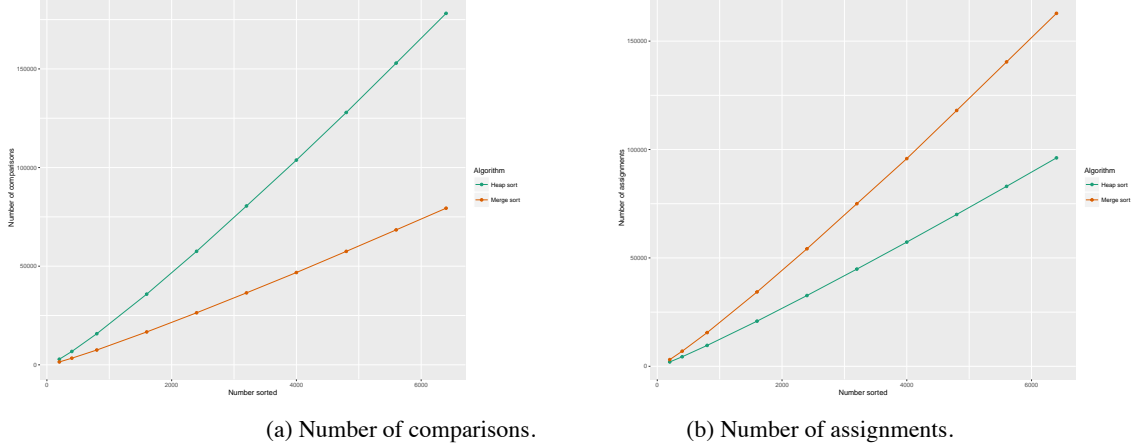 150000
100000
50000
0
Number of comparisons
0
2000
4000
6000
Number sorted
Algorithm
Heap sort
Merge sort
(a) Number of comparisons.
150000
100000
50000
0
Number of assignments
0
2000
4000
6000
Number sorted
Algorithm
Heap sort
Merge sort
(b) Number of assignments.